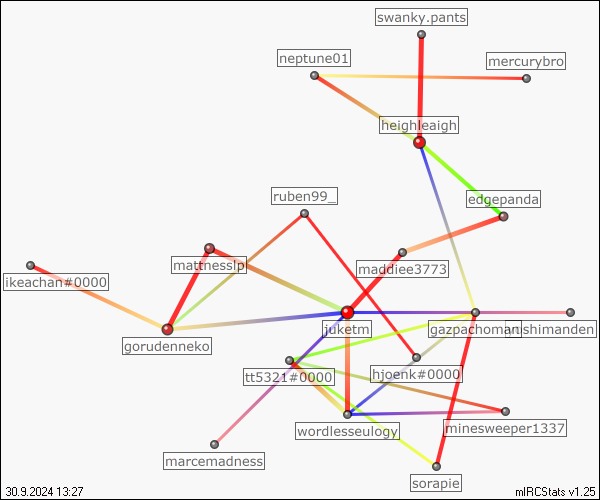 swanky.pants
neptune01
mercurybro
heighleaigh
ruben99_
edgepanda
mattnesslp
maddiee3773
ikeachan#0000
gorudenneko
juketm
gazpachoman
tt5321#0000
hjoenk#0000
wordlesseulogy
minesweeper1337
marcemadness
sorapie
30.9.2024 13:27
mIRCStats v1.25